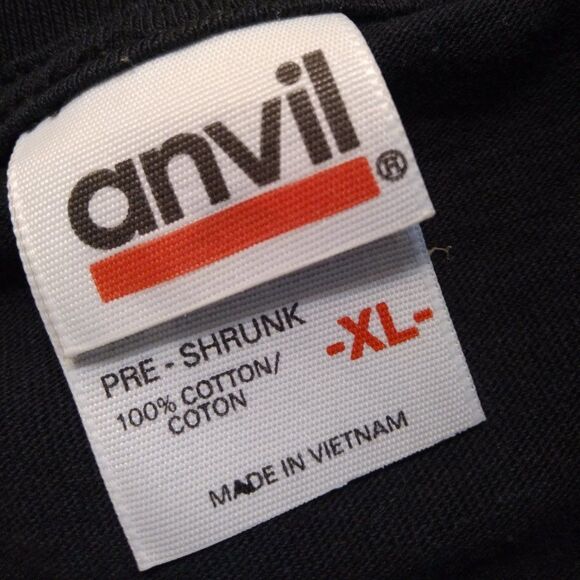 anvil®
PRE - SHRUNK
-XL-
100% COTTON/
COTON
MADE IN VIETNAM